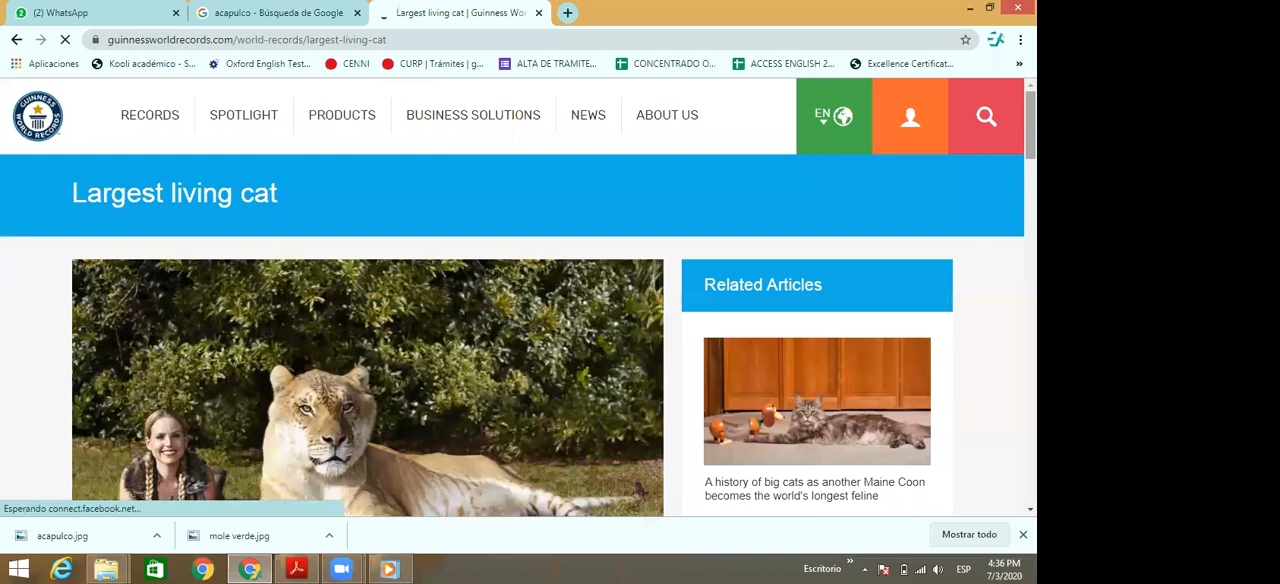 (2) WhatsApp
acapulco - Búsqueda de Google
Largest living cat | Guinness Wo
guinnessworldrecords.com/world-records/largest-living-cat
Aplicaciones
Kooli académico - S...
Oxford English Test...
CENNI
CURP | Trámites | g...
ALTA DE TRAMITE...
CONCENTRADO O...
ACCESS ENGLISH 2...
Excellence Certificat...
»
GUINNESS WORLD RECORDS
RECORDS
SPOTLIGHT
PRODUCTS
BUSINESS SOLUTIONS
NEWS
ABOUT US
EN
Largest living cat
Related Articles
A history of big cats as another Maine Coon
becomes the world's longest feline
Esperando connect.facebook.net...
acapulco.jpg
mole verde.jpg
Mostrar todo
Escritorio
»
ESP
4:36 PM
7/3/2020